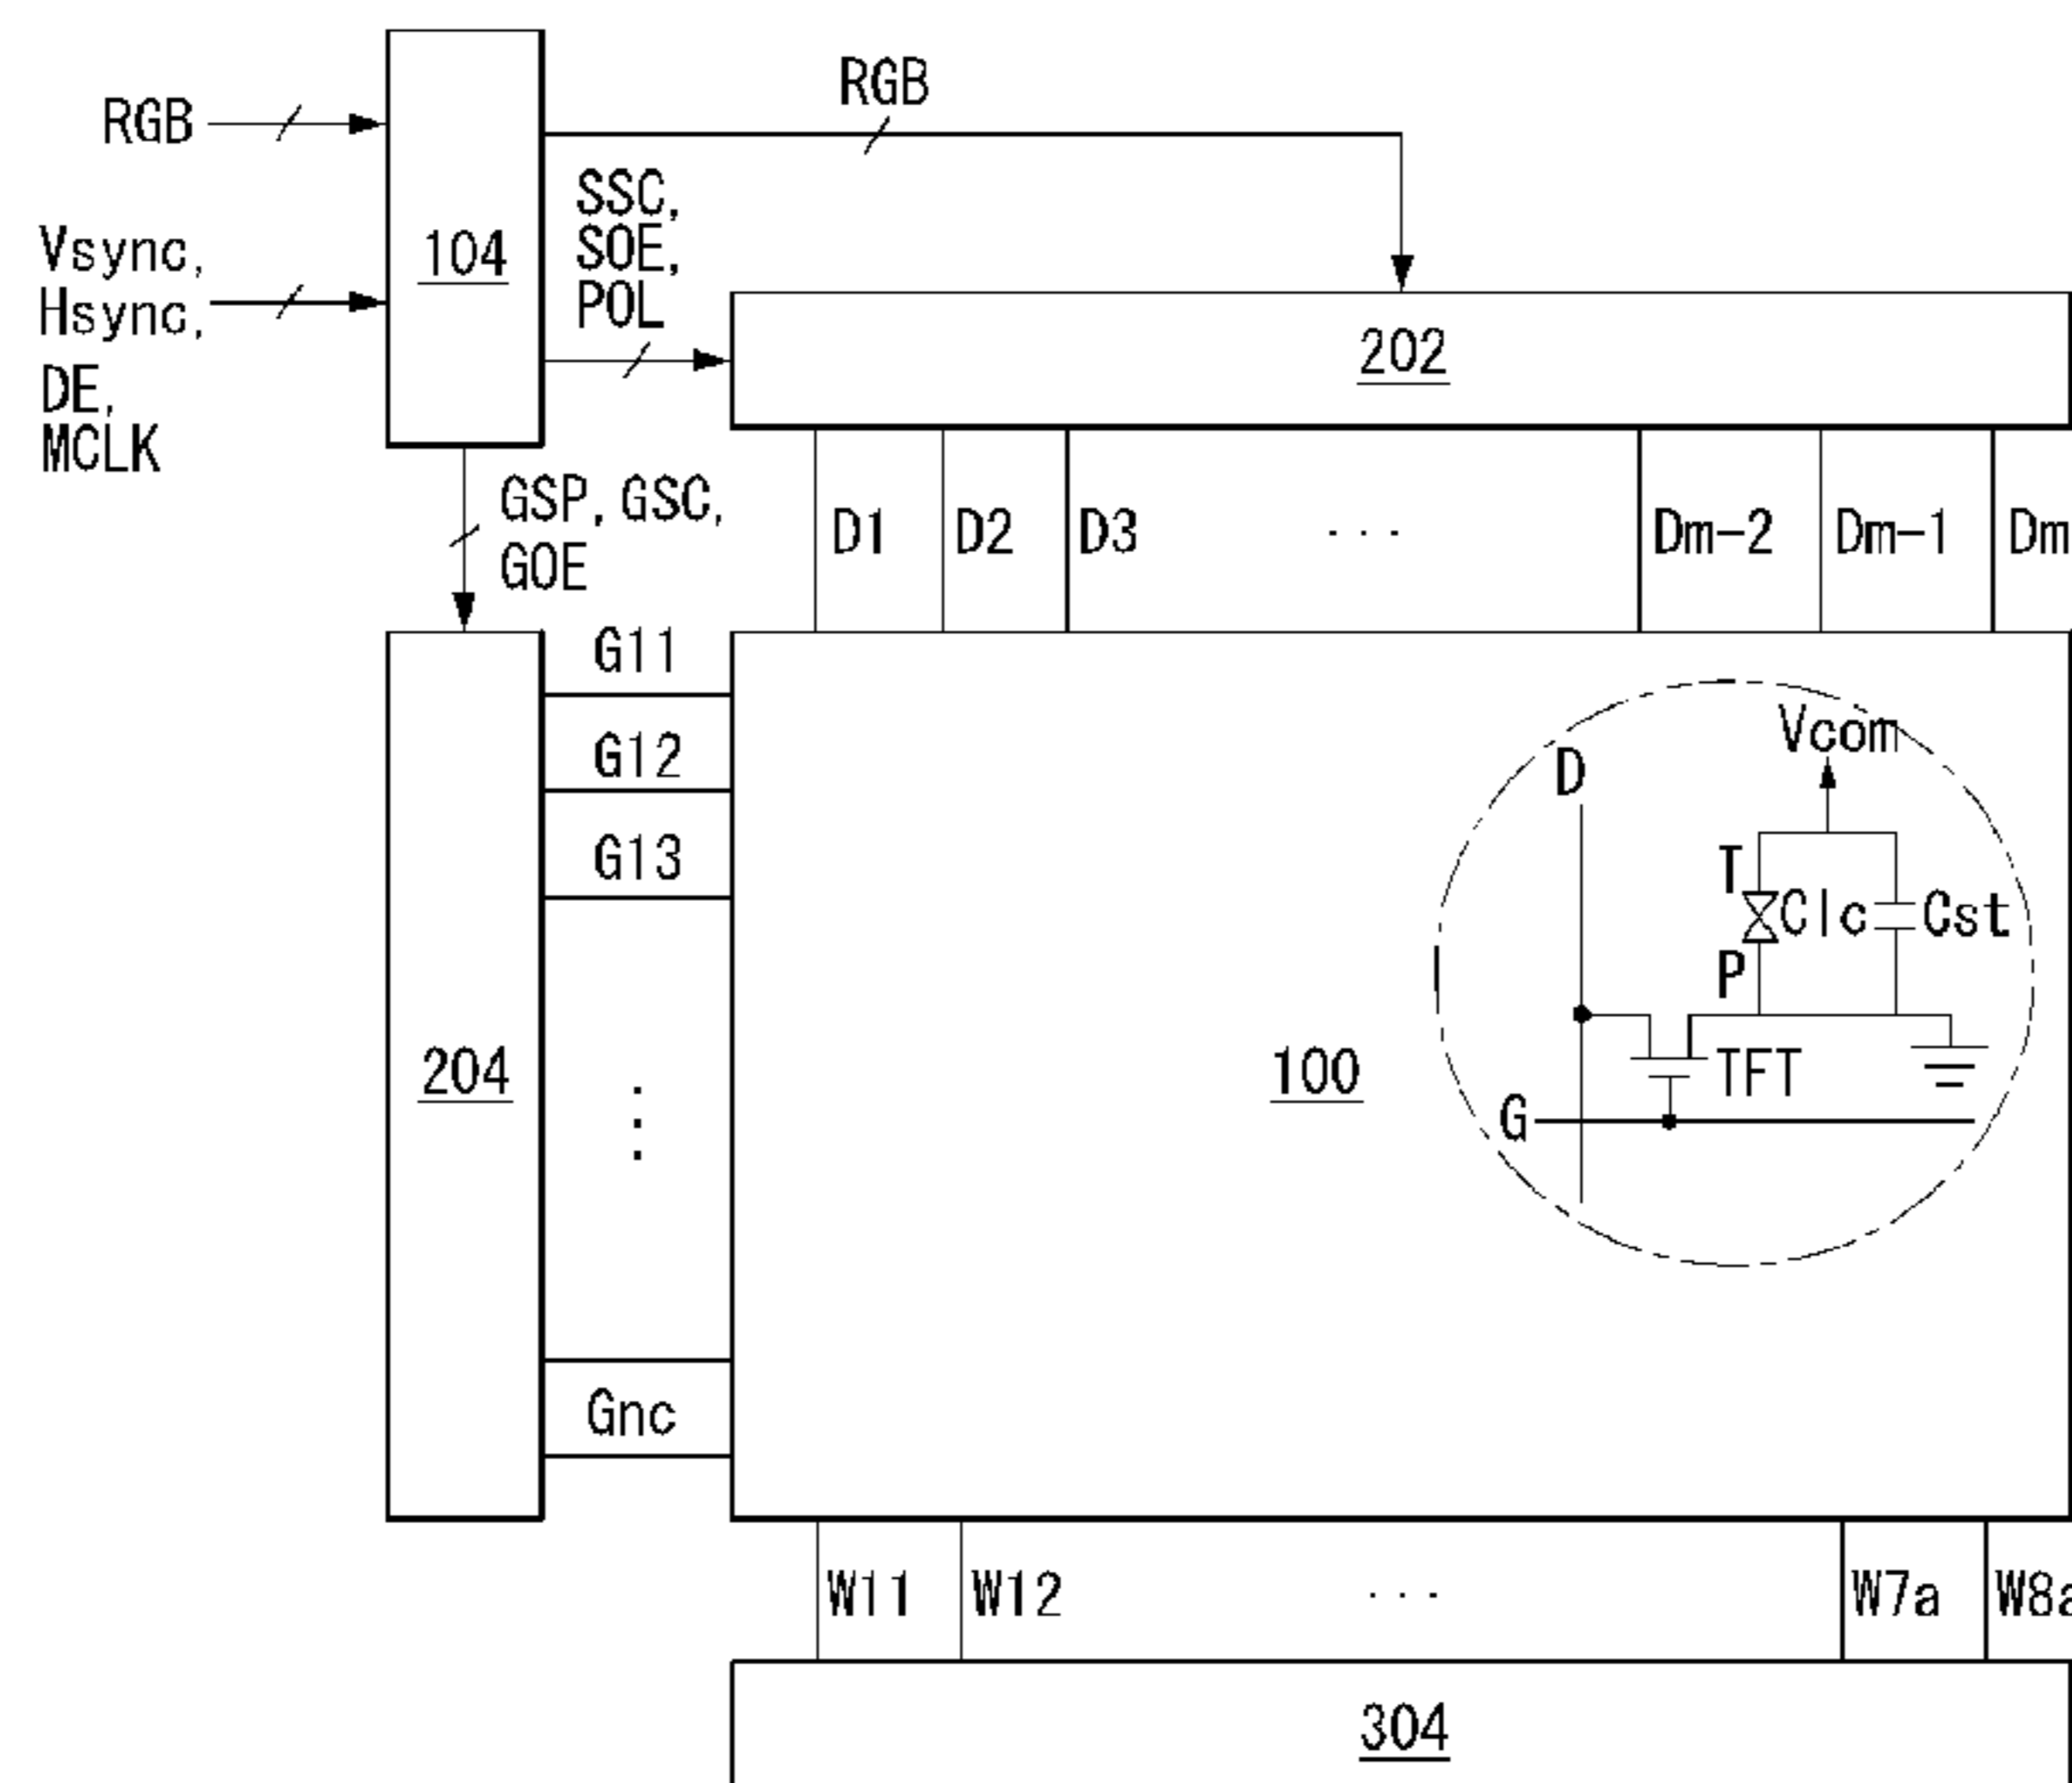 RGB
RGB
SSC,
SOE,
POL
104
Vsync,
Hsync,
DE,
MCLK
202
GSP, GSC,
GOE
D1 D2 D3 ... Dm-2 Dm-1 Dm
G11
G12
G13
Gnc
204
100
Vcom
D
T
Clc
Cst
P
TFT
G
W11 W12 ... W7a W8a
304